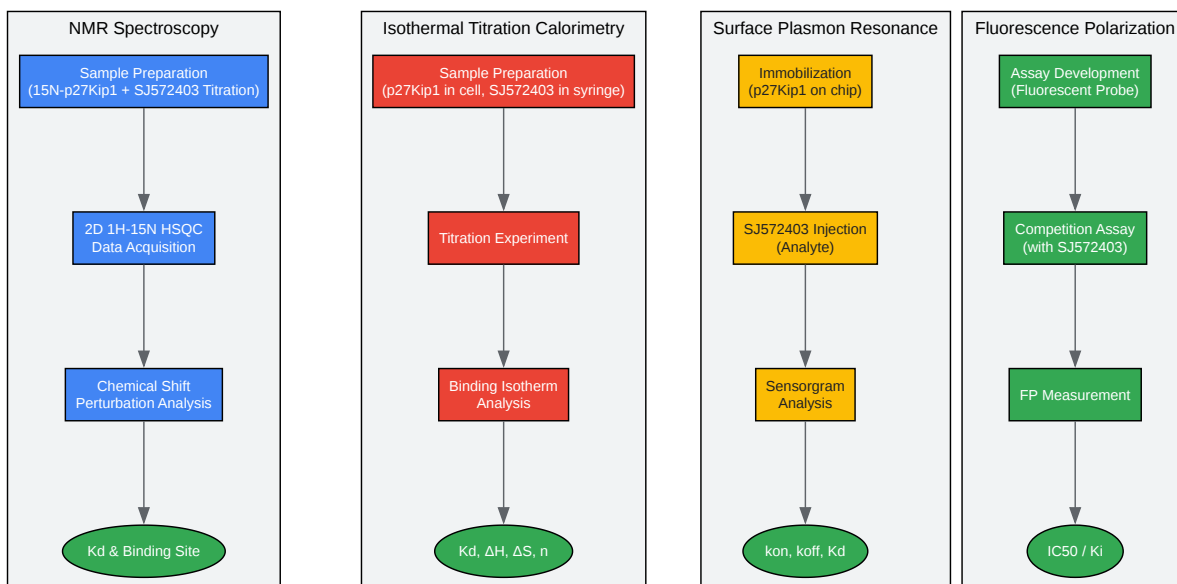 NMR Spectroscopy
Sample Preparation
(15N-p27Kip1 + SJ572403 Titration)
2D 1H-15N HSQC
Data Acquisition
Chemical Shift
Perturbation Analysis
Kd & Binding Site
Isothermal Titration Calorimetry
Sample Preparation
(p27Kip1 in cell, SJ572403 in syringe)
Titration Experiment
Binding Isotherm
Analysis
Kd, ΔH, ΔS, n
Surface Plasmon Resonance
Immobilization
(p27Kip1 on chip)
SJ572403 Injection
(Analyte)
Sensorgram
Analysis
kon, koff, Kd
Fluorescence Polarization
Assay Development
(Fluorescent Probe)
Competition Assay
(with SJ572403)
FP Measurement
IC50 / Ki